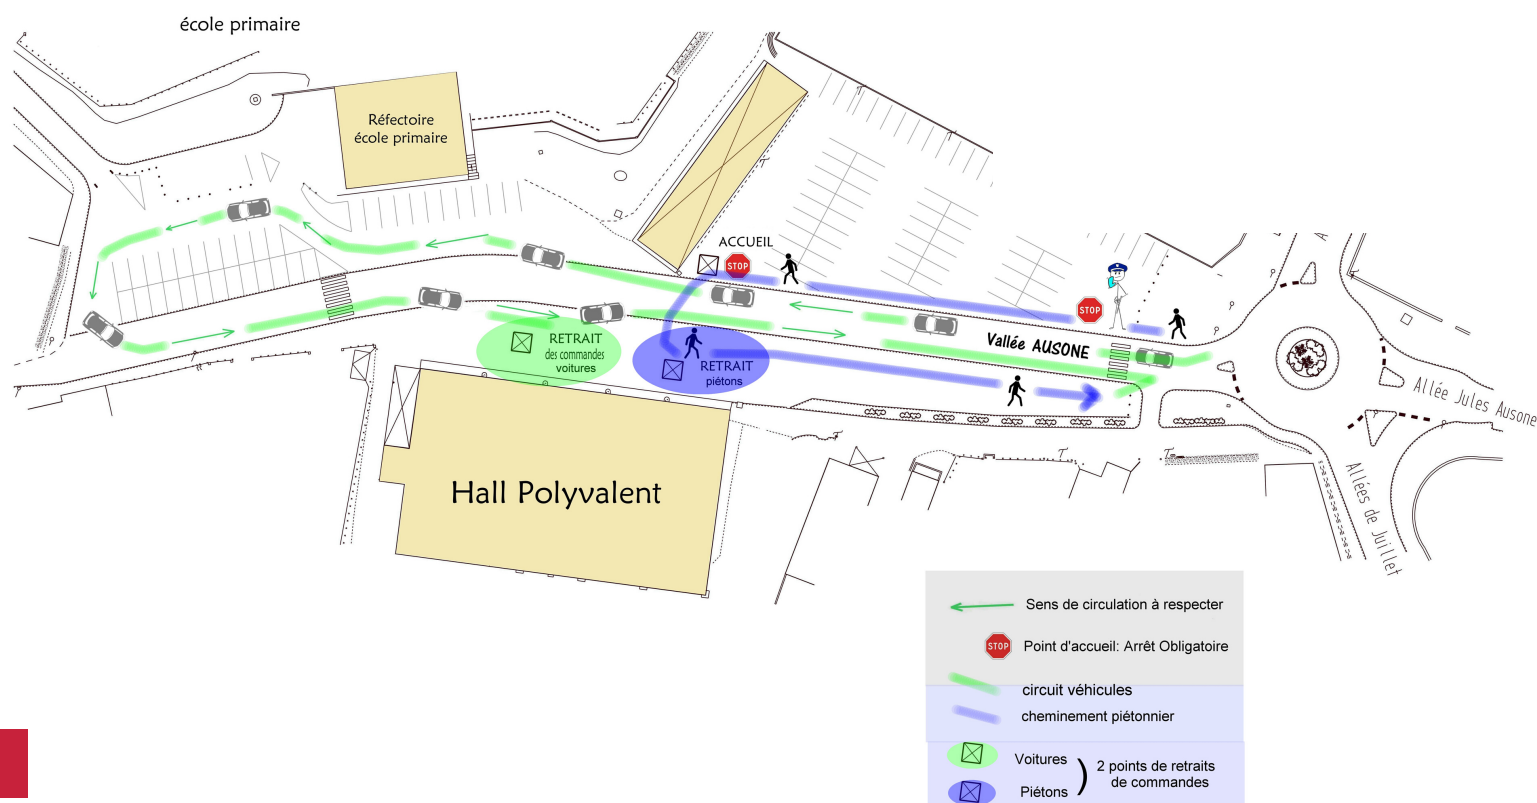 école primaire
Réfectoire
école primaire
ACCUEIL
STOP
STOP
Vallée AUSONE
RETRAIT
des commandes
voitures
RETRAIT
piétons
Allée Jules Ausone
Allées de Juillet
Hall Polyvalent
Sens de circulation à respecter
STOP
Point d'accueil: Arrêt Obligatoire
circuit véhicules
cheminement piétonnier
Voitures
Piétons
2 points de retraits
de commandes